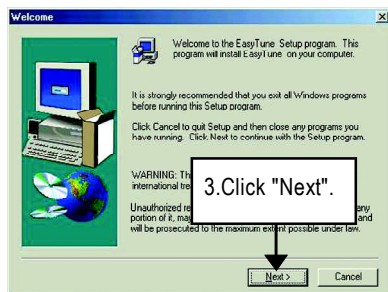 Welcome
Welcome to the EasyTune Setup program. This
program will install EasyTune on your computer.
It is strongly recommended that you exit all Windows programs
before running this Setup program.
Click Cancel to quit Setup and then close any programs you
have running. Click Next to continue with the Setup program.
WARNING: Th
international tre
Unauthorized re any
portion of it, may and
will be prosecuted to the maximum extent possible under law.
3.Click "Next".
Next > Cancel